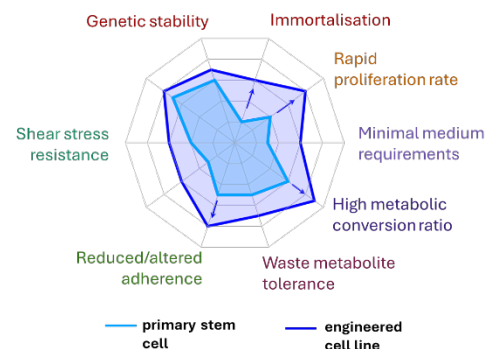 Genetic stability
Immortalisation
Rapid
proliferation rate
Minimal medium
requirements
High metabolic
conversion ratio
Waste metabolite
tolerance
Reduced/altered
adherence
Shear stress
resistance
primary stem
cell
engineered
cell line